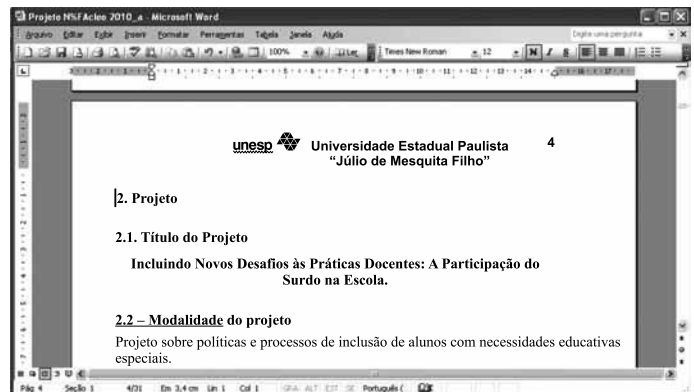 Projeto N%FAcleo 2010_a - Microsoft Word
Arquivo Editar Exibir Inserir Formatar Ferramentas Tabela Janela Ajuda Digite uma pergunta
100% Ler Times New Roman 12 N I S
unesp Universidade Estadual Paulista 4
“Júlio de Mesquita Filho”
2. Projeto
2.1. Título do Projeto
Incluindo Novos Desafios às Práticas Docentes: A Participação do
Surdo na Escola.
2.2 – Modalidade do projeto
Projeto sobre políticas e processos de inclusão de alunos com necessidades educativas
especiais.
Pág 4 Seção 1 4/31 Em 3,4 cm Lin 1 Col 1 GRA ALT EST SE Português (